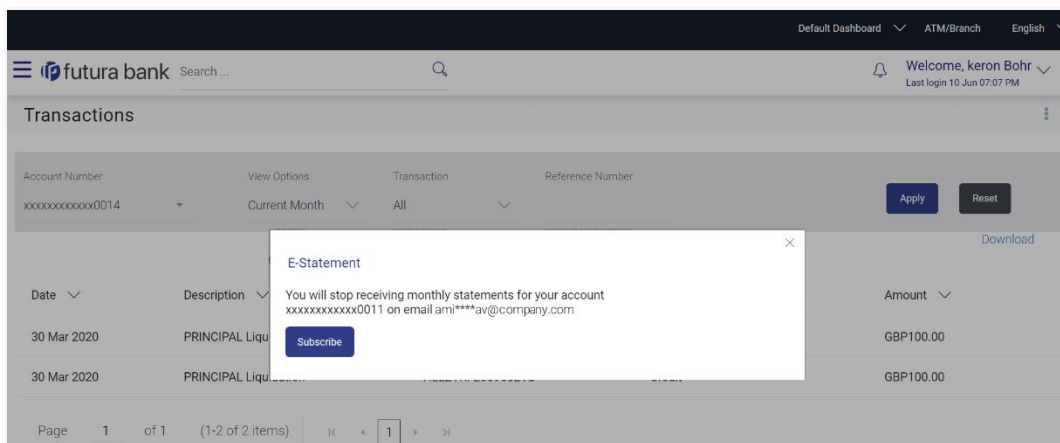 Default Dashboard ATM/Branch English
futura bank Search ... Welcome, keron Bohr
Last login 10 Jun 07:07 PM
Transactions
Account Number View Options Transaction Reference Number
xxxxxxxxxxxx0014 Current Month All Apply Reset
Download
E-Statement
You will stop receiving monthly statements for your account
xxxxxxxxxxxx0011 on email ami****av@company.com
Subscribe
Date Description Amount
30 Mar 2020 PRINCIPAL Liqu GBP100.00
30 Mar 2020 PRINCIPAL Liqu GBP100.00
Page 1 of 1 (1-2 of 2 items) 1